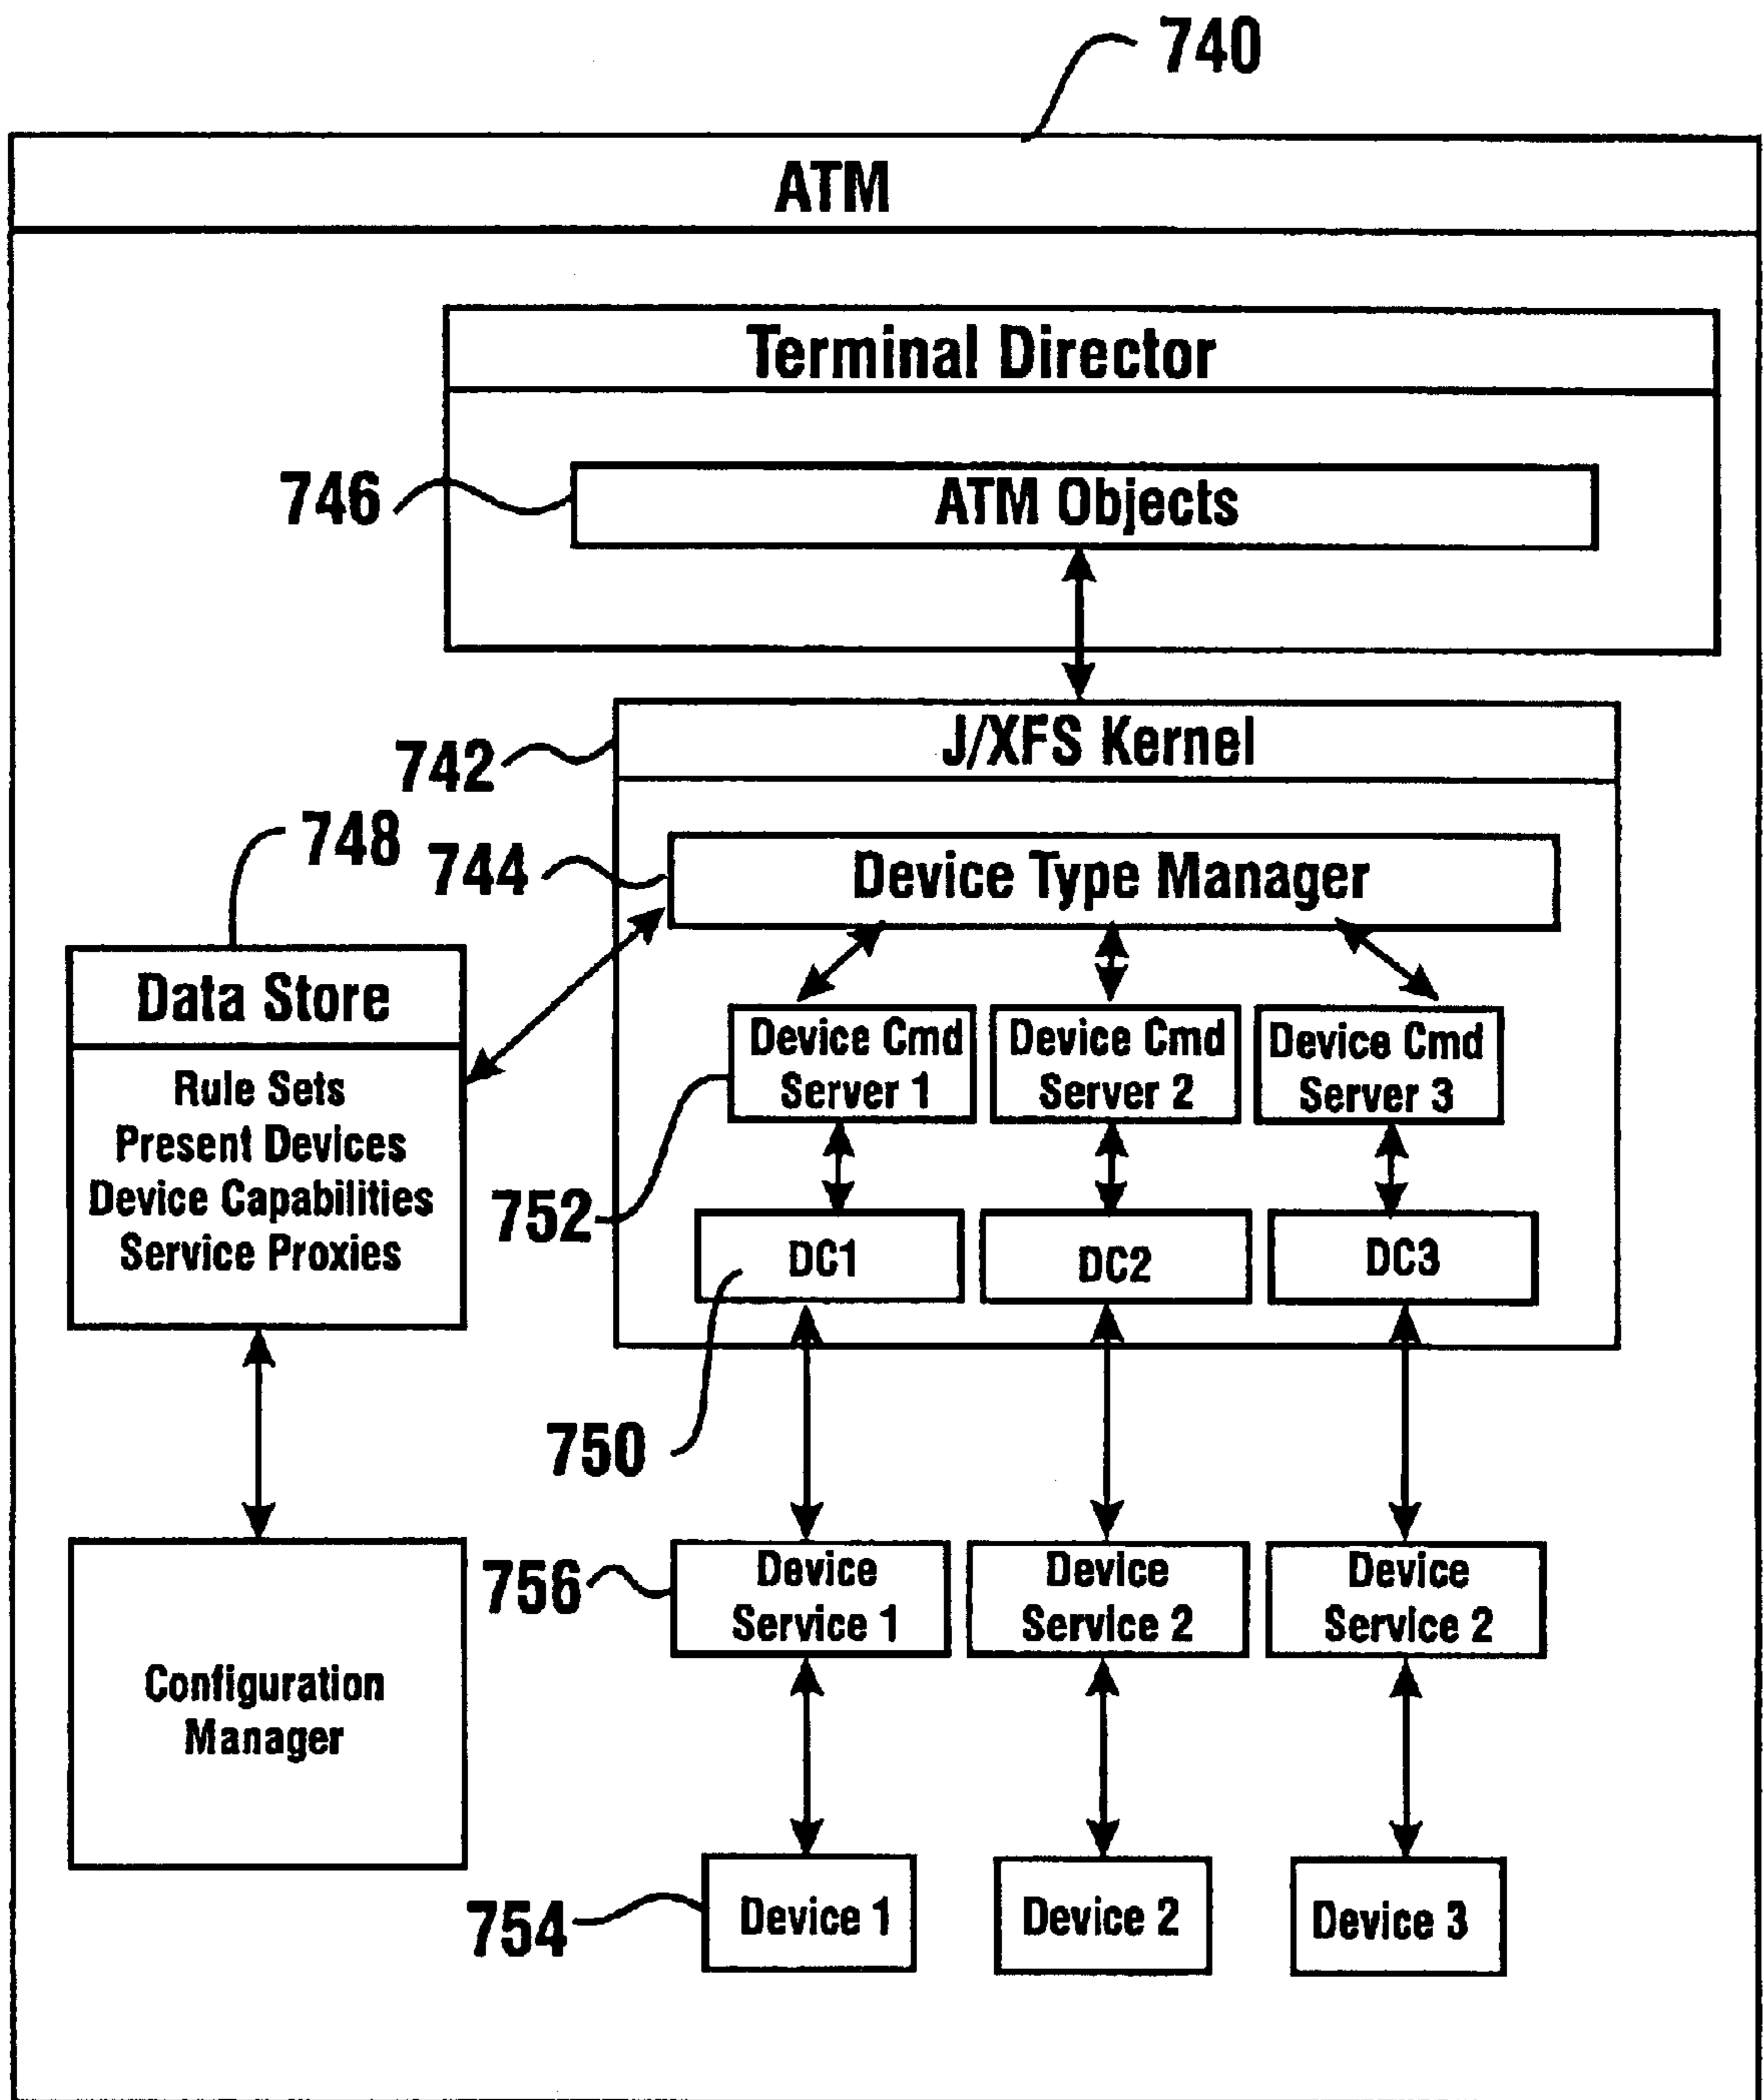 740
ATM
Terminal Director
746
ATM Objects
J/XFS Kernel
742
748
744
Device Type Manager
Data Store
Rule Sets
Present Devices
Device Capabilities
Service Proxies
Device Cmd
Server 1
Device Cmd
Server 2
Device Cmd
Server 3
752
DC1
DC2
DC3
750
756
Device
Service 1
Device
Service 2
Device
Service 2
Configuration
Manager
754
Device 1
Device 2
Device 3